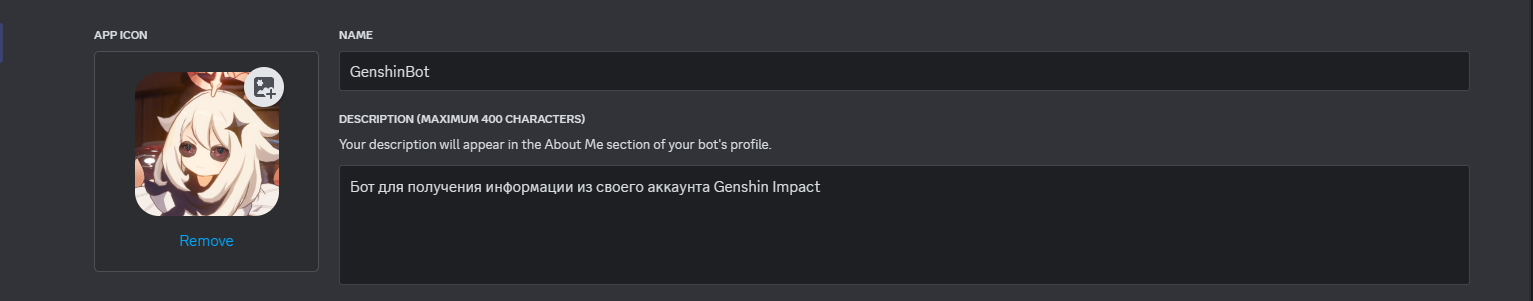 APP ICON
NAME
GenshinBot
DESCRIPTION (MAXIMUM 400 CHARACTERS)
Your description will appear in the About Me section of your bot's profile.
Бот для получения информации из своего аккаунта Genshin Impact
Remove